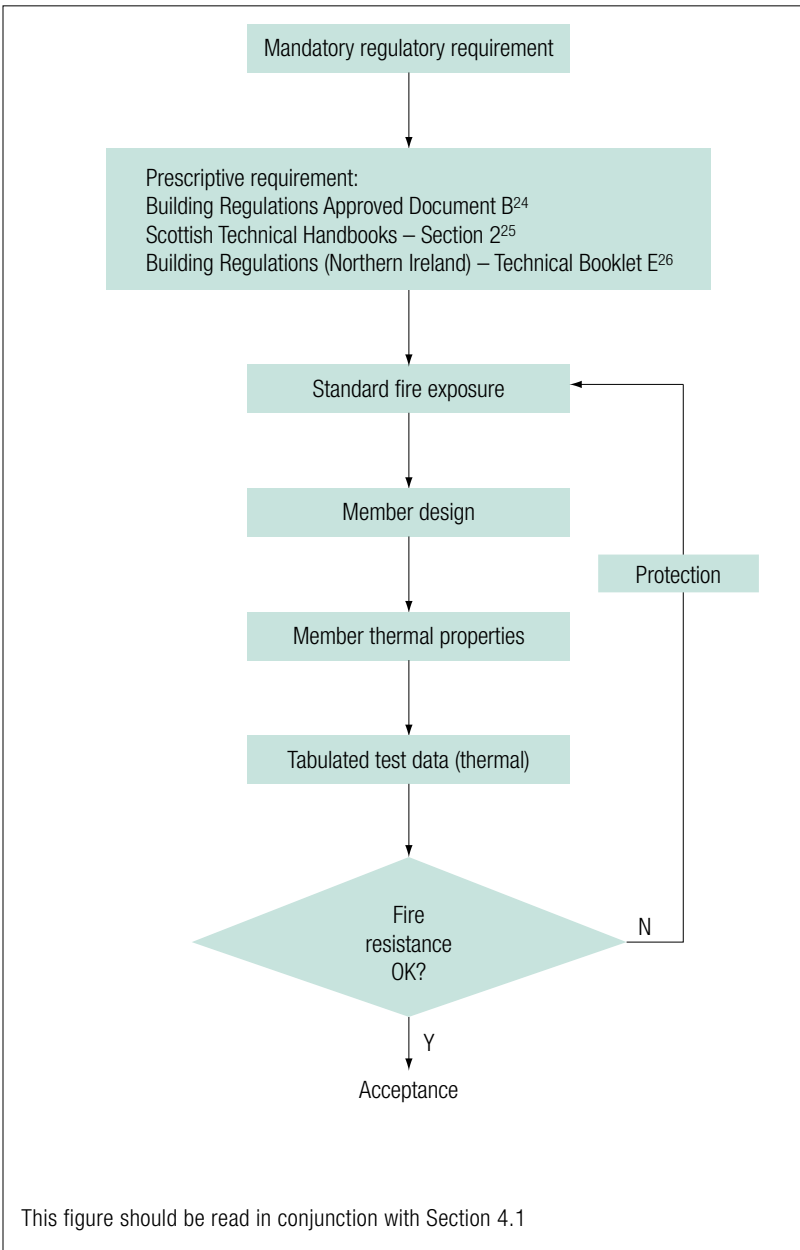 Mandatory regulatory requirement
Prescriptive requirement:
Building Regulations Approved Document B²⁴
Scottish Technical Handbooks – Section 2²⁵
Building Regulations (Northern Ireland) – Technical Booklet E²⁶
Standard fire exposure
Member design
Protection
Member thermal properties
Tabulated test data (thermal)
Fire
resistance
OK?
N
Y
Acceptance
This figure should be read in conjunction with Section 4.1